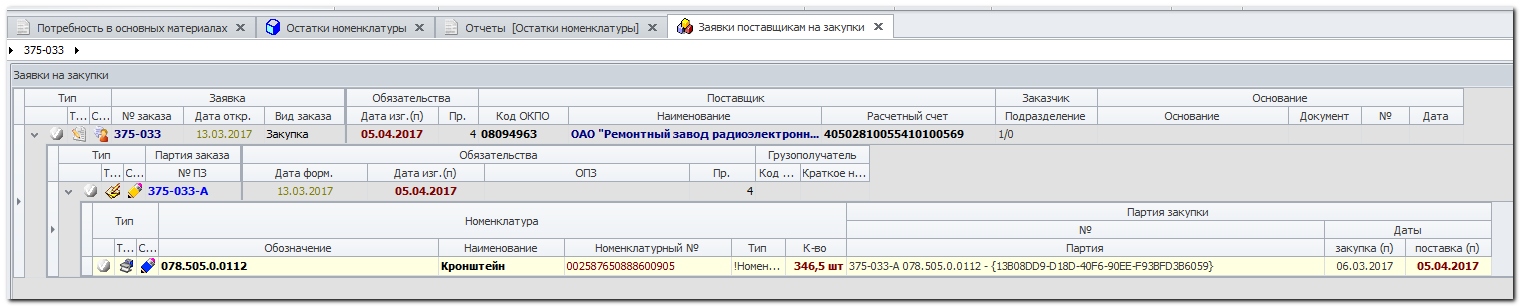 Потребность в основных материалах Остатки номенклатуры Отчеты [Остатки номенклатуры] Заявки поставщикам на закупки
375-033
Заявки на закупки
Тип Заявка Обязательства Поставщик Заказчик Основание
Т... С... № заказа Дата откр. Вид заказа Дата изг.(п) Пр. Код ОКПО Наименование Расчетный счет Подразделение Основание Документ № Дата
375-033 13.03.2017 Закупка 05.04.2017 4 08094963 ОАО "Ремонтный завод радиоэлектронн... 40502810055410100569 1/0
Тип Партия заказа Обязательства Грузополучатель
Т... С... № ПЗ Дата форм. Дата изг.(п) ОПЗ Пр. Код ... Краткое н...
375-033-А 13.03.2017 05.04.2017 4
Тип Номенклатура Партия закупки
№ Даты
Т... С... Обозначение Наименование Номенклатурный № Тип К-во Партия закупка (п) поставка (п)
078.505.0.0112 Кронштейн 002587650888600905 !Номен... 346,5 шт 375-033-А 078.505.0.0112 - {13B08DD9-D18D-40F6-90EE-F93BFD3B6059} 06.03.2017 05.04.2017